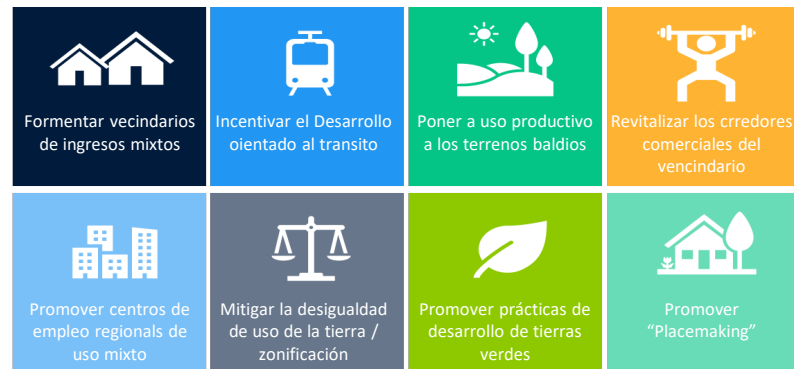 Formentar vecindarios
de ingresos mixtos
Incentivar el Desarrollo
oientado al transito
Poner a uso productivo
a los terrenos baldios
Revitalizar los crredores
comerciales del
vencindario
Promover centros de
empleo regionals de
uso mixto
Mitigar la desigualdad
de uso de la tierra /
zonificación
Promover prácticas de
desarrollo de tierras
verdes
Promover
“Placemaking”